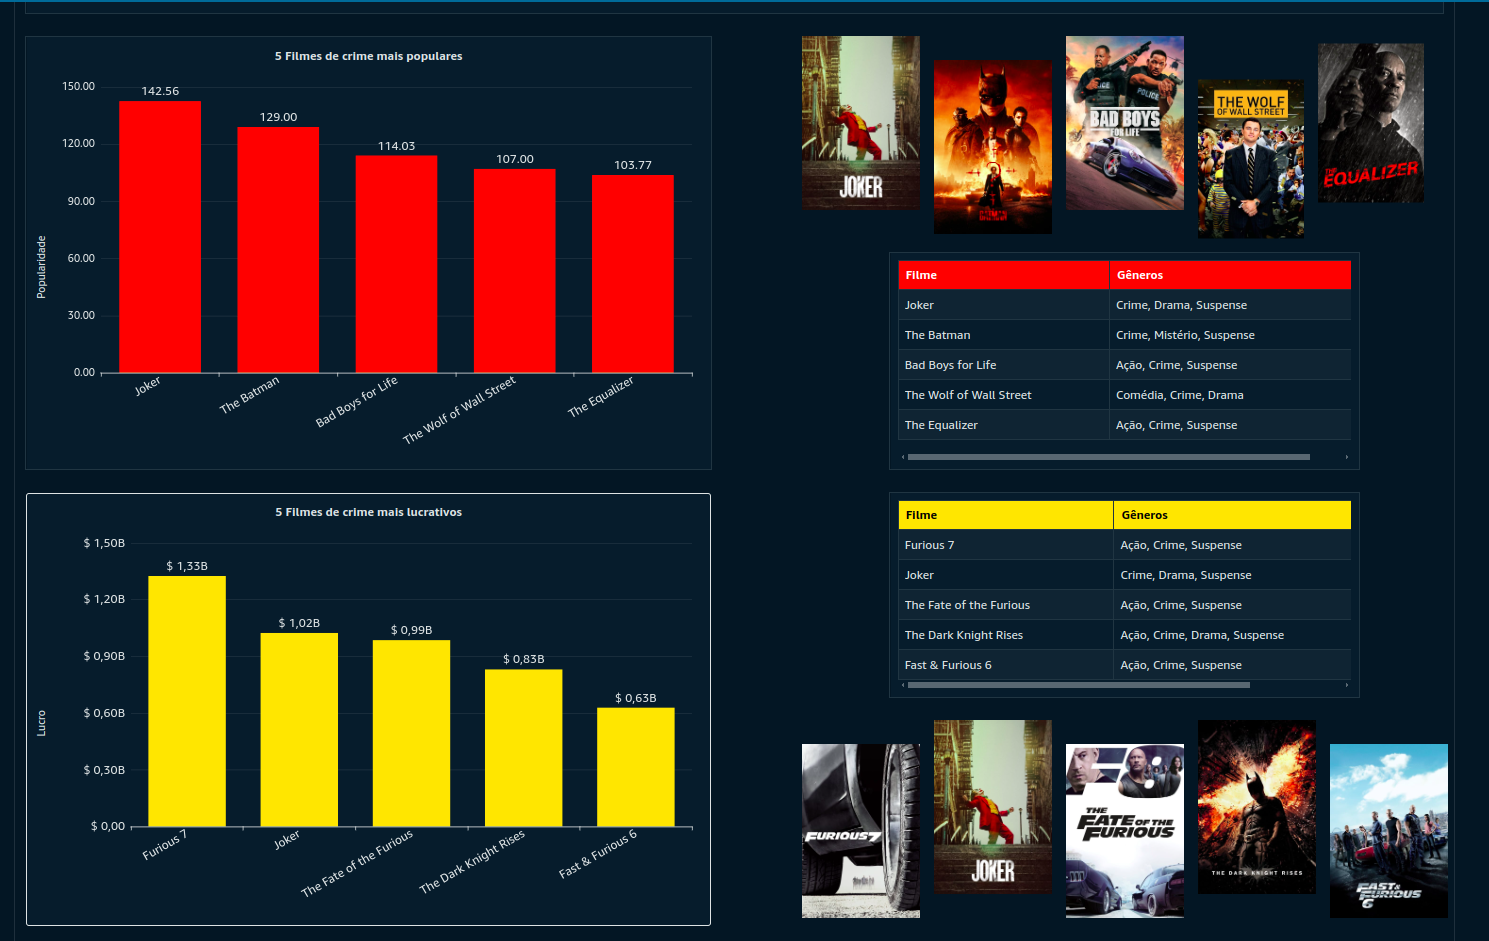 5 Filmes de crime mais populares
Popularidade
150.00
120.00
90.00
60.00
30.00
0.00
142.56
129.00
114.03
107.00
103.77
Joker
The Batman
Bad Boys for Life
The Wolf of Wall Street
The Equalizer
JOKER
POLICE
BAD BOYS
FOR LIFE
THE WOLF
OF WALL STREET
THE
EQUALIZER
Filme Gêneros
Joker Crime, Drama, Suspense
The Batman Crime, Mistério, Suspense
Bad Boys for Life Ação, Crime, Suspense
The Wolf of Wall Street Comédia, Crime, Drama
The Equalizer Ação, Crime, Suspense
5 Filmes de crime mais lucrativos
Lucro
$ 1,50B
$ 1,20B
$ 0,90B
$ 0,60B
$ 0,30B
$ 0,00
$ 1,33B
$ 1,02B
$ 0,99B
$ 0,83B
$ 0,63B
Furious 7
Joker
The Fate of the Furious
The Dark Knight Rises
Fast & Furious 6
Filme Gêneros
Furious 7 Ação, Crime, Suspense
Joker Crime, Drama, Suspense
The Fate of the Furious Ação, Crime, Suspense
The Dark Knight Rises Ação, Crime, Drama, Suspense
Fast & Furious 6 Ação, Crime, Suspense
FURIOUS 7
JOKER
F8
THE
FATE OF THE
FURIOUS
THE DARK KNIGHT RISES
FAST &
FURIOUS
6